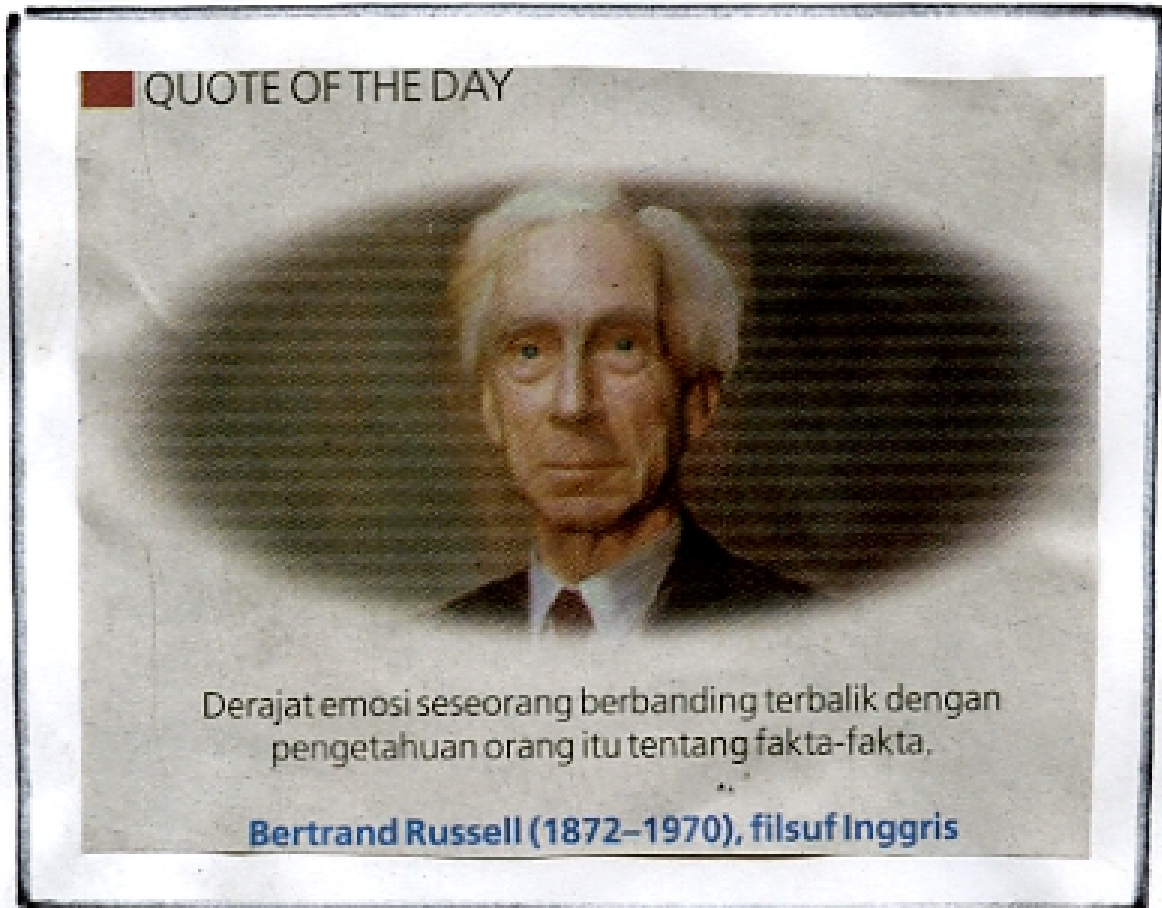 QUOTE OF THE DAY
Derajat emosi seseorang berbanding terbalik dengan
pengetahuan orang itu tentang fakta-fakta.
Bertrand Russell (1872–1970), filsuf Inggris